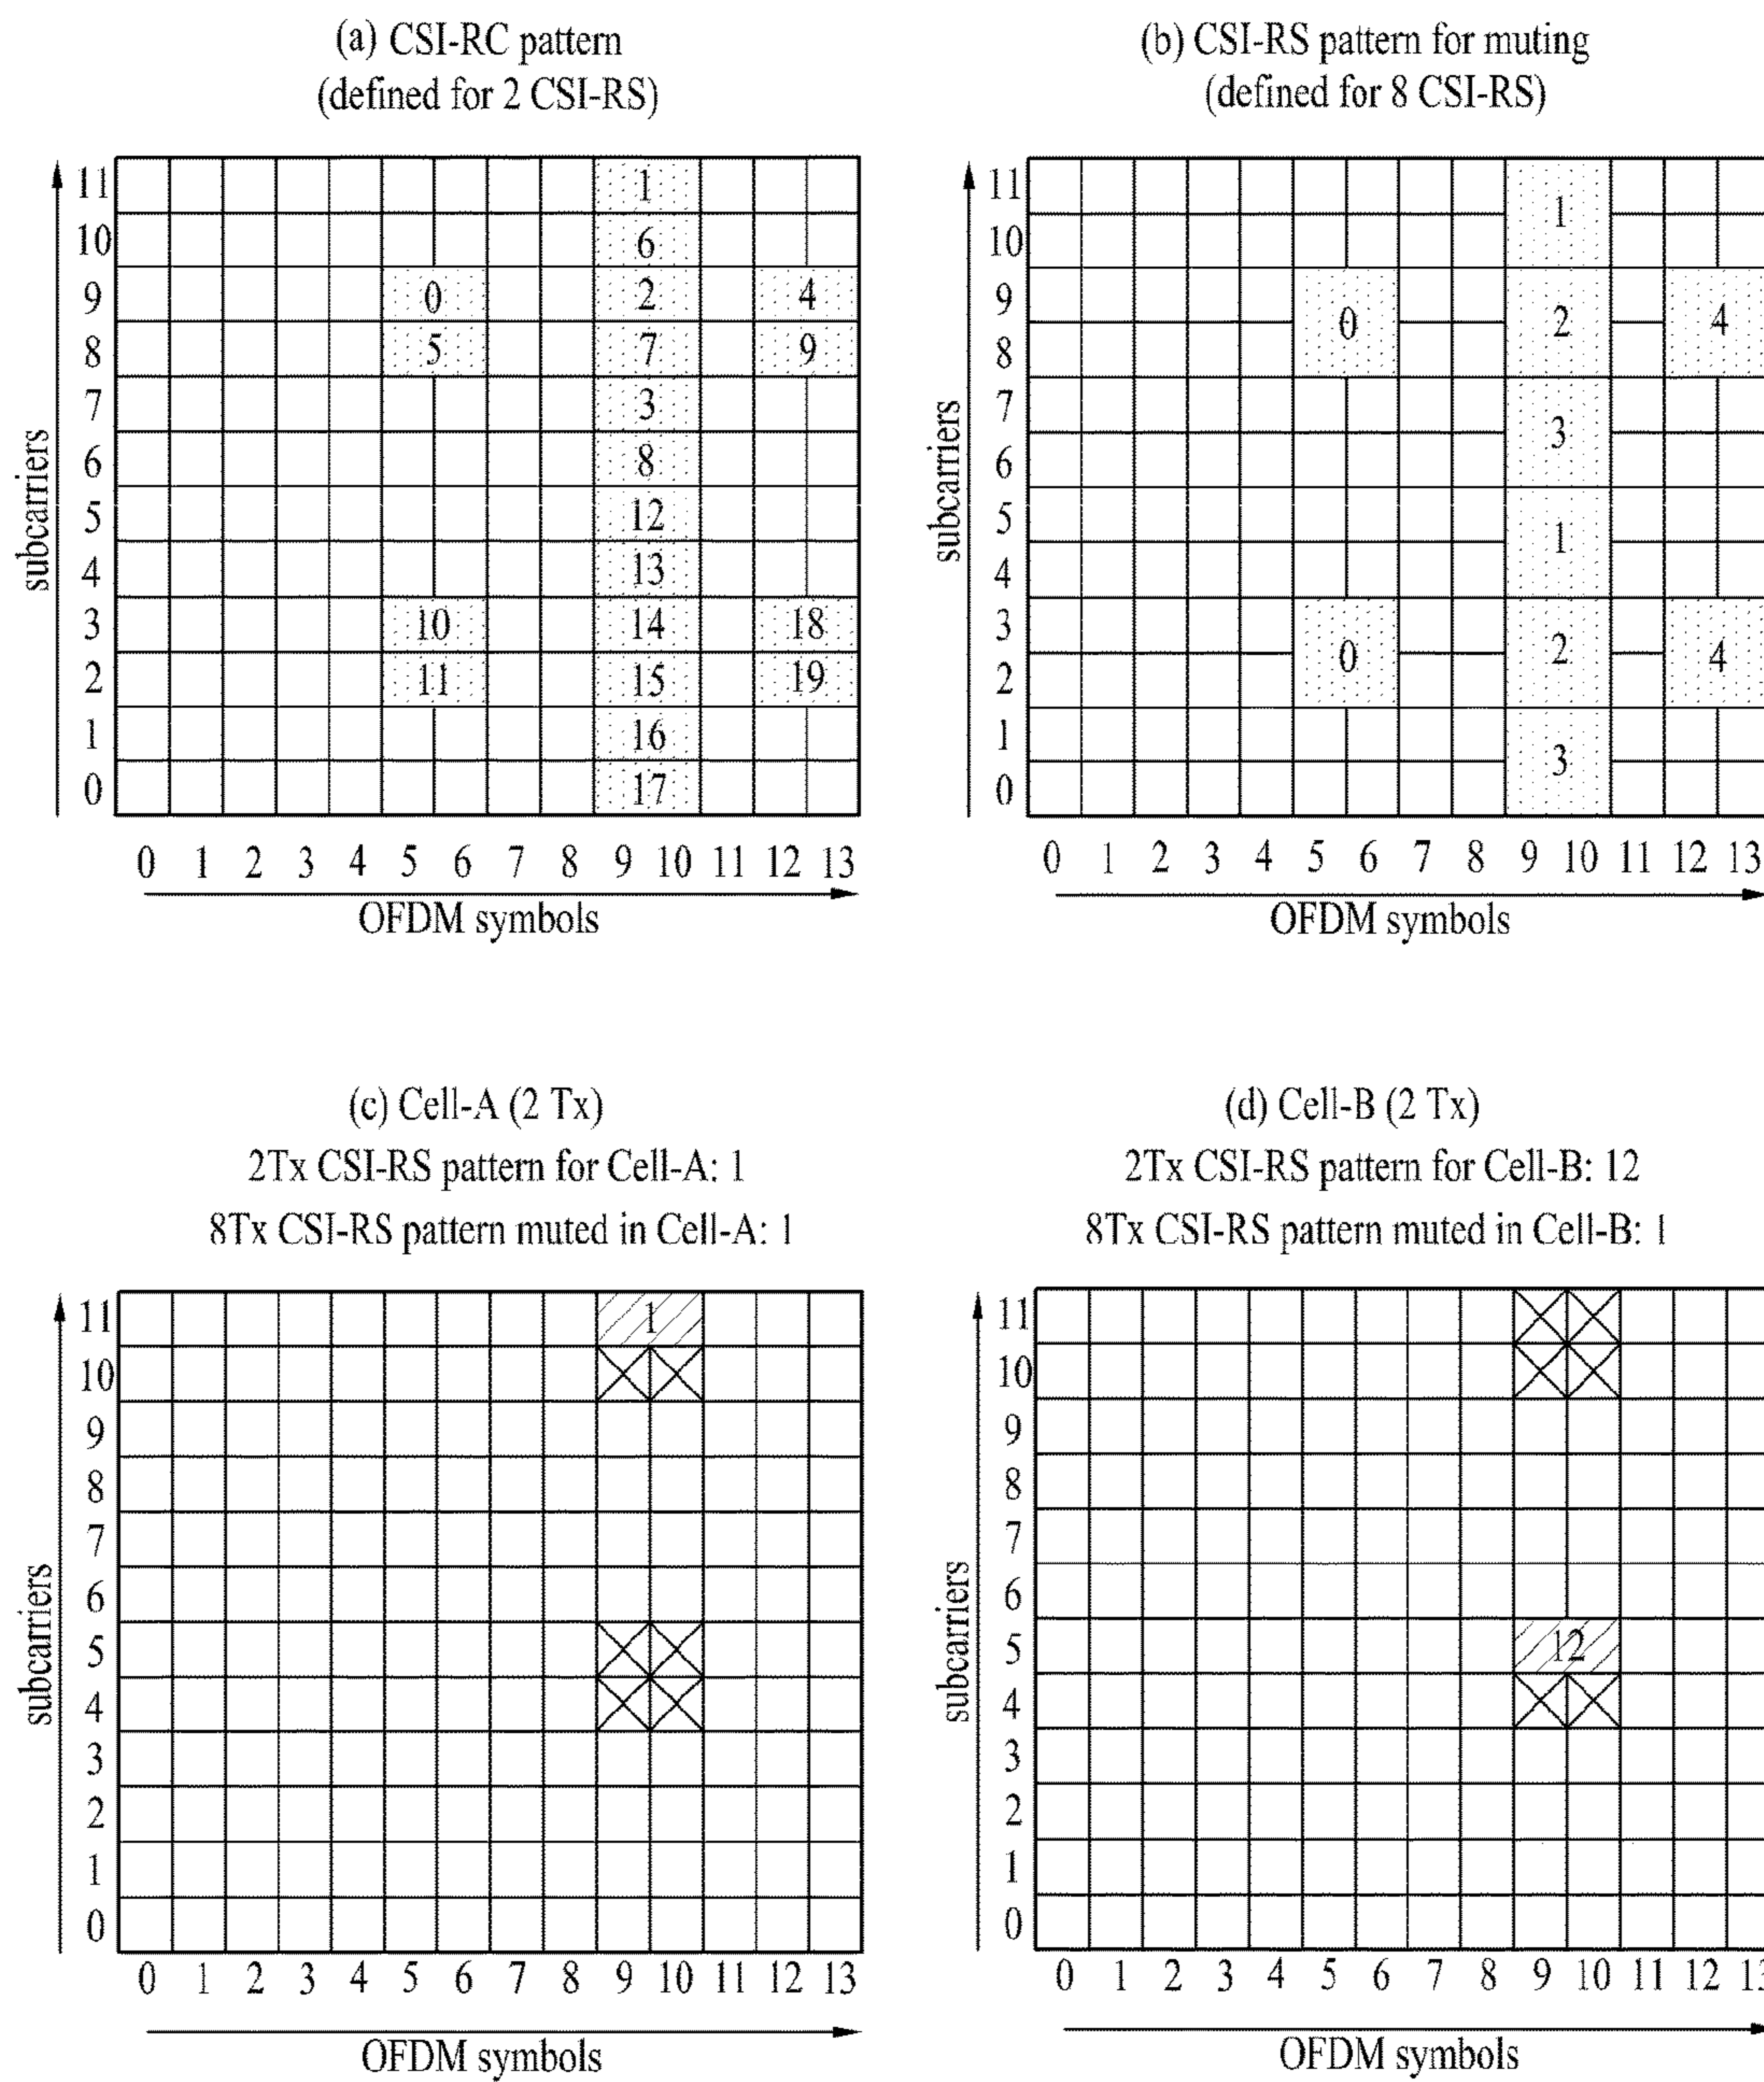 (a) CSI-RC pattern
(defined for 2 CSI-RS)
11 1
10 6
9 0 2 4
8 5 7 9
7 3
6 8
5 12
4 13
3 10 14 18
2 11 15 19
1 16
0 17
subcarriers
0 1 2 3 4 5 6 7 8 9 10 11 12 13
OFDM symbols
(b) CSI-RS pattern for muting
(defined for 8 CSI-RS)
11
1
10
9
0 2 4
8
7
3
6
5
1
4
3
0 2 4
2
1
3
0
subcarriers
0 1 2 3 4 5 6 7 8 9 10 11 12 13
OFDM symbols
(c) Cell-A (2 Tx)
2Tx CSI-RS pattern for Cell-A: 1
8Tx CSI-RS pattern muted in Cell-A: 1
11 1
10
9
8
7
6
5
4
3
2
1
0
subcarriers
0 1 2 3 4 5 6 7 8 9 10 11 12 13
OFDM symbols
(d) Cell-B (2 Tx)
2Tx CSI-RS pattern for Cell-B: 12
8Tx CSI-RS pattern muted in Cell-B: 1
11
10
9
8
7
6
5 12
4
3
2
1
0
subcarriers
0 1 2 3 4 5 6 7 8 9 10 11 12
OFDM symbols